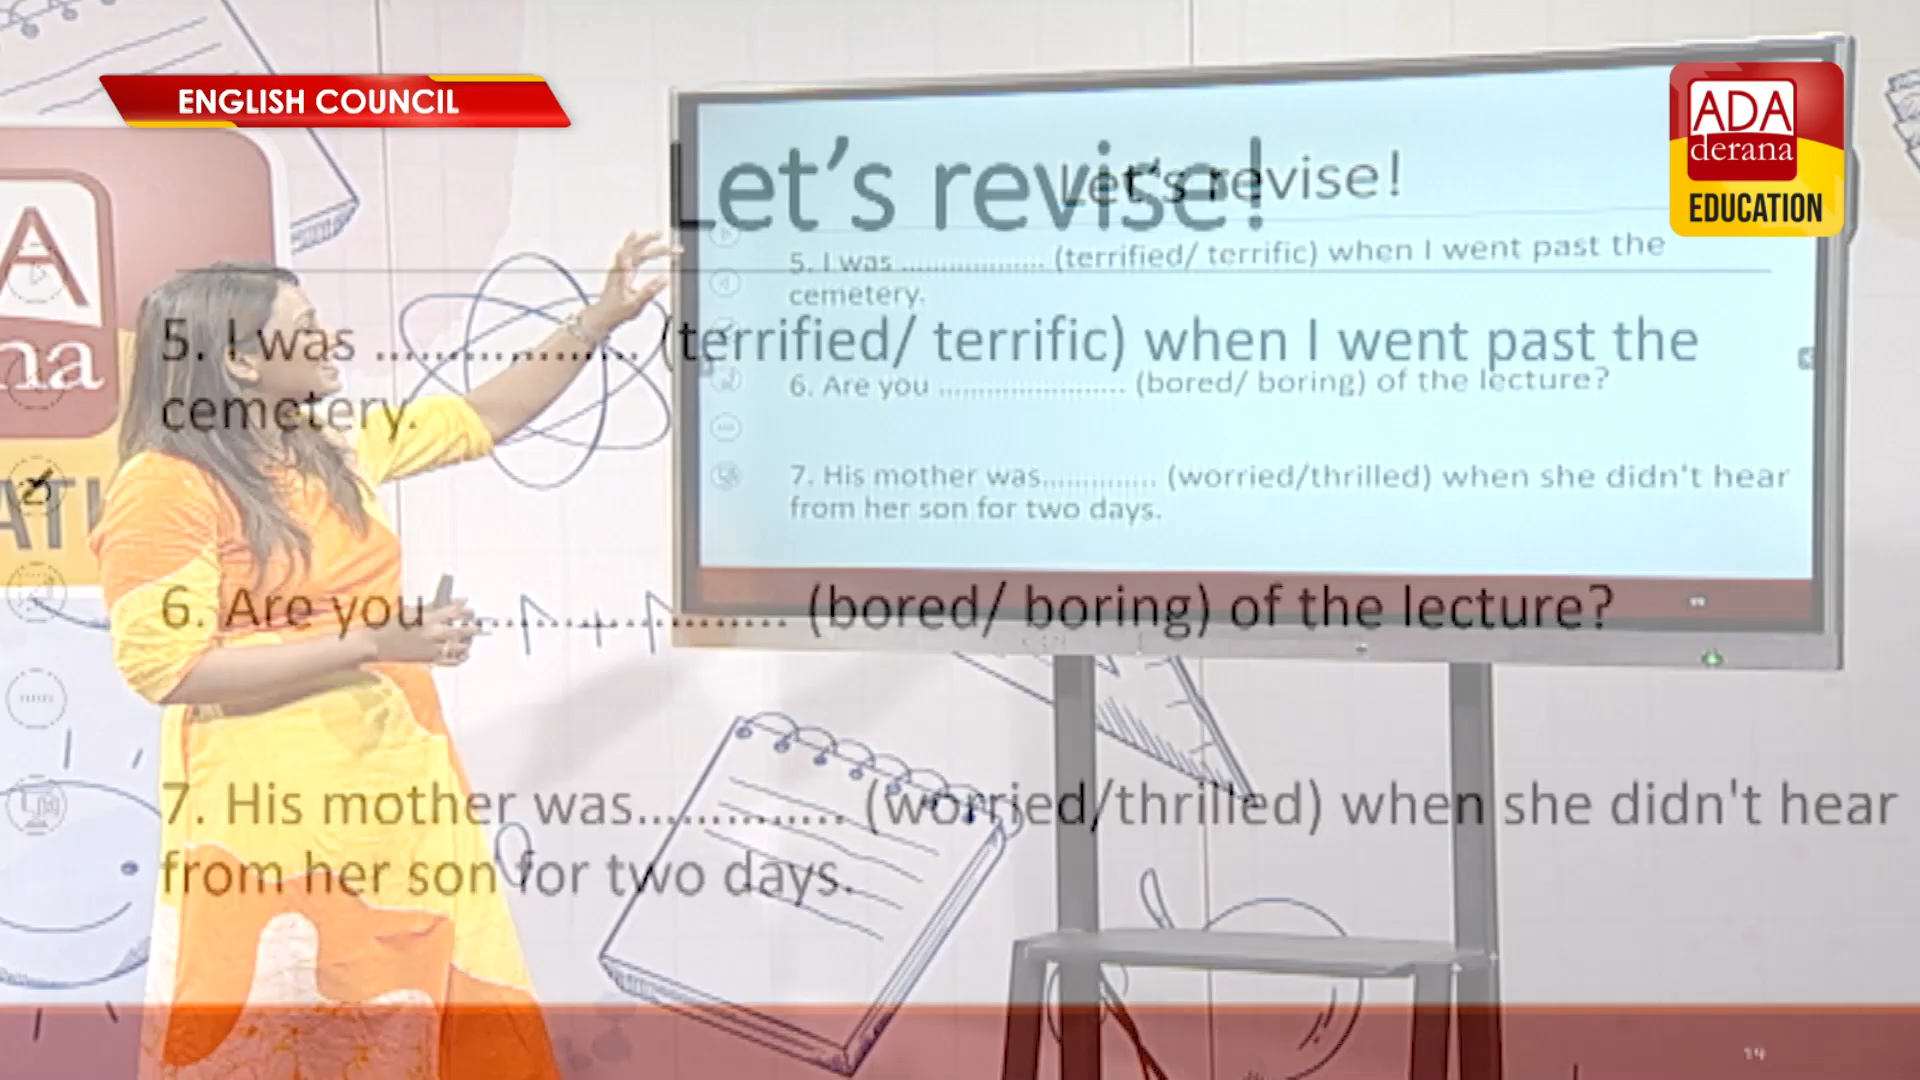 ENGLISH COUNCIL
ADA
derana
EDUCATION
Let's revise!
5. I was .................. (terrified/ terrific) when I went past the
cemetery.
6. Are you ........................ (bored/ boring) of the lecture?
7. His mother was.............. (worried/thrilled) when she didn't hear
from her son for two days.
Let's revise!
5. I was .................. (terrified/ terrific) when I went past the
cemetery.
6. Are you ........................ (bored/ boring) of the lecture?
7. His mother was.............. (worried/thrilled) when she didn't hear
from her son for two days.
A
na
ATI